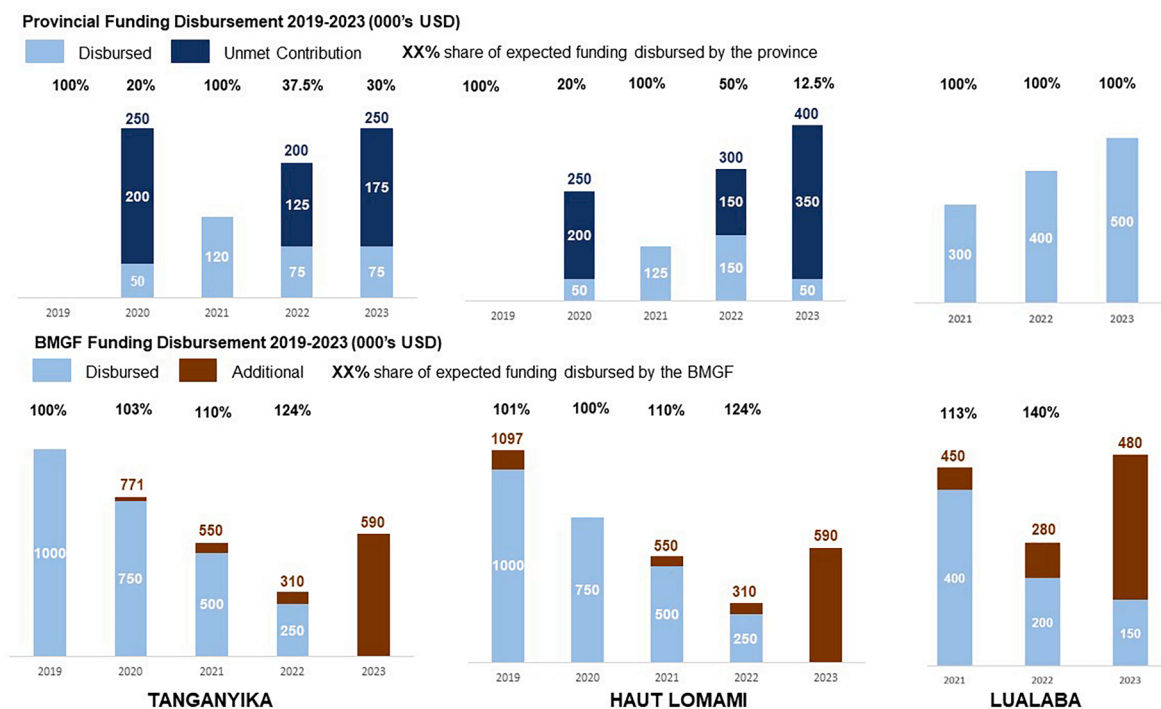 Provincial Funding Disbursement 2019-2023 (000's USD)
Disbursed Unmet Contribution XX% share of expected funding disbursed by the province
100% 20% 100% 37.5% 30%
250 200 250
200 125 175
50 120 75 75
2019 2020 2021 2022 2023
100% 20% 100% 50% 12.5%
250 300 400
200 150 350
50 125 150 50
2019 2020 2021 2022 2023
100% 100% 100%
300 400 500
2021 2022 2023
BMGF Funding Disbursement 2019-2023 (000's USD)
Disbursed Additional XX% share of expected funding disbursed by the BMGF
100% 103% 110% 124%
771 550 310 590
1000 750 500 250
2019 2020 2021 2022 2023
TANGANYIKA
101% 100% 110% 124%
1097 550 310 590
1000 750 500 250
2019 2020 2021 2022 2023
HAUT LOMAMI
113% 140%
450 280 480
400 200 150
2021 2022 2023
LUALABA